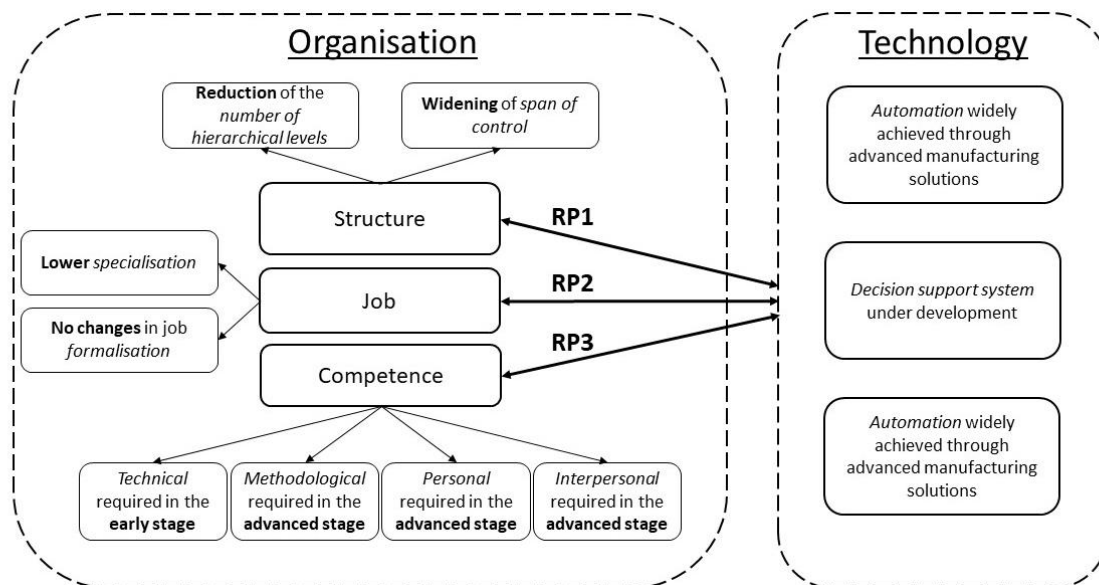 Organisation
Reduction of the
number of
hierarchical levels
Widening of span of
control
Structure
Lower specialisation
Job
No changes in job
formalisation
Competence
Technical
required in the
early stage
Methodological
required in the
advanced stage
Personal
required in the
advanced stage
Interpersonal
required in the
advanced stage
RP1
RP2
RP3
Technology
Automation widely
achieved through
advanced manufacturing
solutions
Decision support system
under development
Automation widely
achieved through
advanced manufacturing
solutions